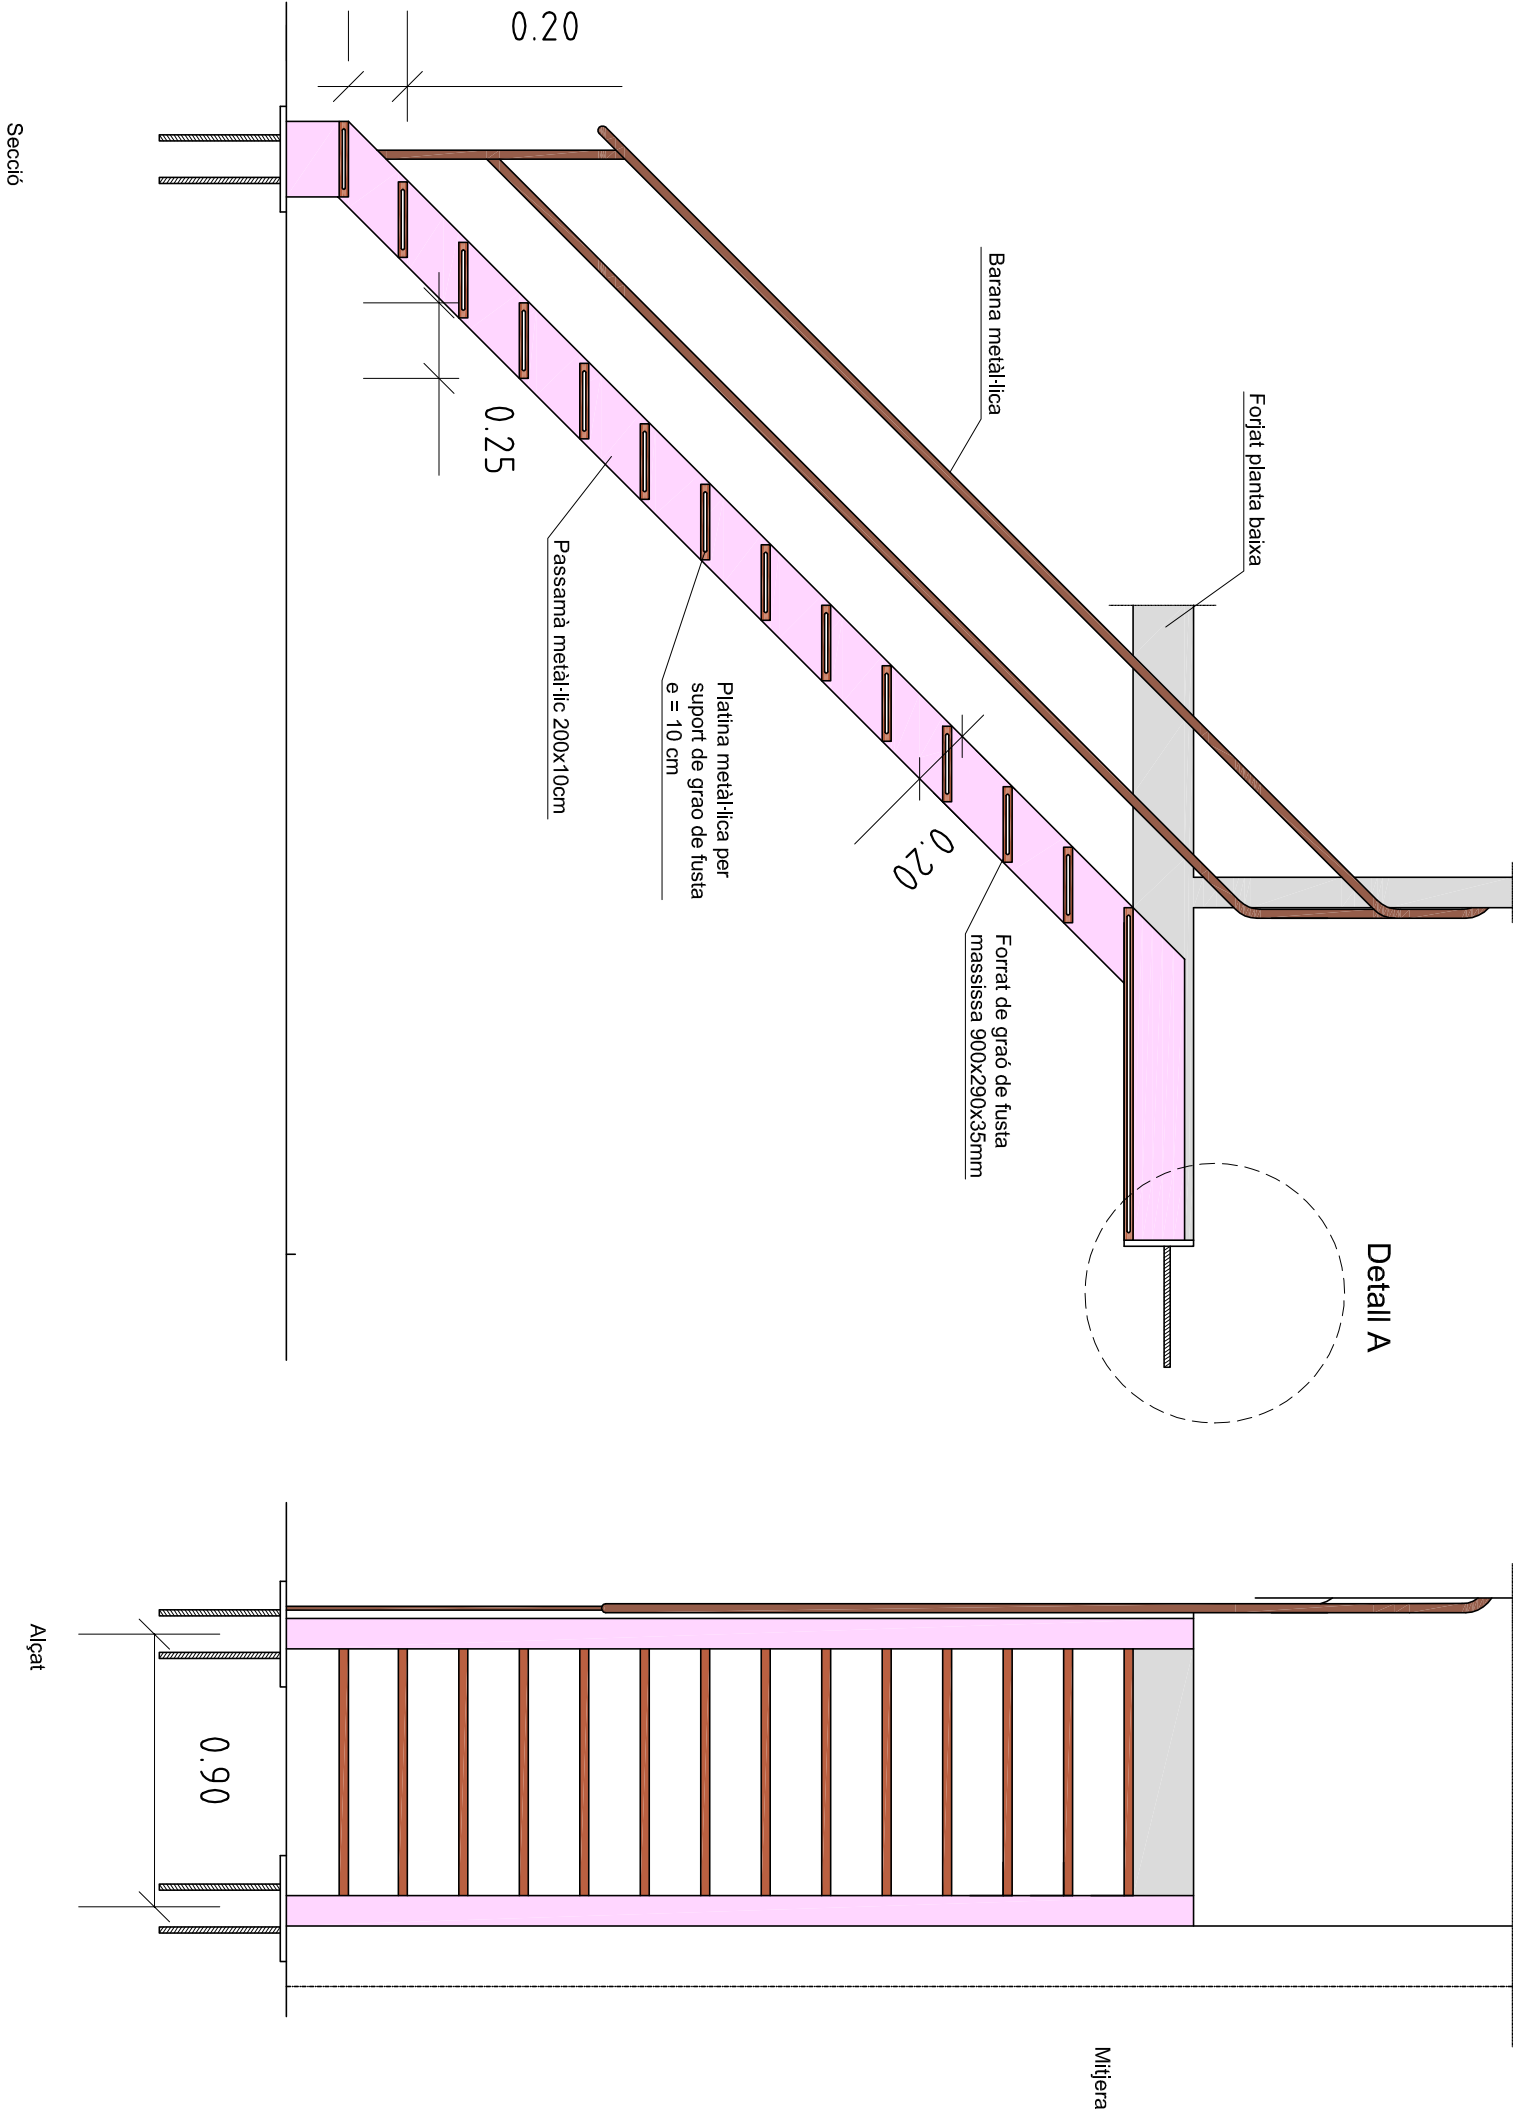 Detall A
Forjat planta baixa
Barana metàl·lica
Forrat de graó de fusta
massissa 900x290x35mm
0.20
Platina metàl·lica per
suport de grao de fusta
e = 10 cm
Passamà metàl·lic 200x10cm
0.25
0.20
Secció
Mitjera
0.90
Alçat